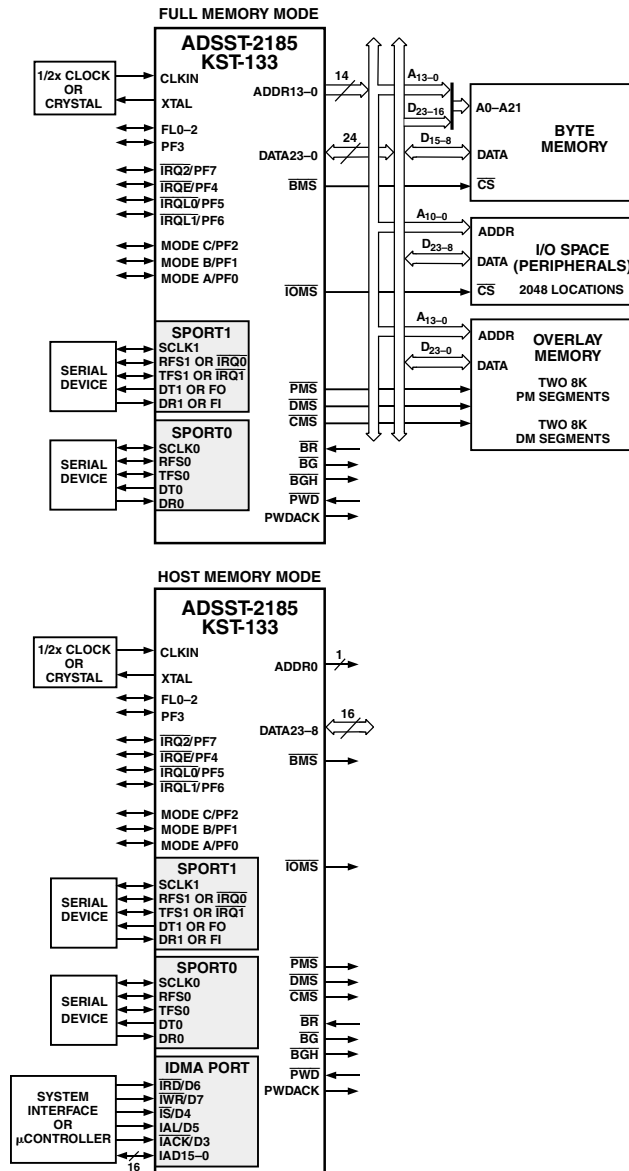 FULL MEMORY MODE
ADSST-2185
KST-133
1/2x CLOCK
OR
CRYSTAL
CLKIN
XTAL
FL0–2
PF3
IRQ2/PF7
IRQE/PF4
IRQL0/PF5
IRQL1/PF6
MODE C/PF2
MODE B/PF1
MODE A/PF0
SERIAL
DEVICE
SPORT1
SCLK1
RFS1 OR IRQ0
TFS1 OR IRQ1
DT1 OR FO
DR1 OR FI
SERIAL
DEVICE
SPORT0
SCLK0
RFS0
TFS0
DT0
DR0
ADDR13–0
14
DATA23–0
24
BMS
IOMS
PMS
DMS
CMS
BR
BG
BGH
PWD
PWDACK
A13–0
D23–16
D15–8
A0–A21
BYTE
MEMORY
DATA
CS
A10–0
D23–8
ADDR
I/O SPACE
(PERIPHERALS)
DATA
2048 LOCATIONS
CS
A13–0
D23–0
ADDR
OVERLAY
MEMORY
DATA
TWO 8K
PM SEGMENTS
TWO 8K
DM SEGMENTS
HOST MEMORY MODE
ADSST-2185
KST-133
1/2x CLOCK
OR
CRYSTAL
CLKIN
XTAL
FL0–2
PF3
IRQ2/PF7
IRQE/PF4
IRQL0/PF5
IRQL1/PF6
MODE C/PF2
MODE B/PF1
MODE A/PF0
SERIAL
DEVICE
SPORT1
SCLK1
RFS1 OR IRQ0
TFS1 OR IRQ1
DT1 OR FO
DR1 OR FI
SERIAL
DEVICE
SPORT0
SCLK0
RFS0
TFS0
DT0
DR0
SYSTEM
INTERFACE
OR
µCONTROLLER
IDMA PORT
IRD/D6
IWR/D7
IS/D4
IAL/D5
IACK/D3
IAD15–0
16
ADDR0
1
DATA23–8
16
BMS
IOMS
PMS
DMS
CMS
BR
BG
BGH
PWD
PWDACK